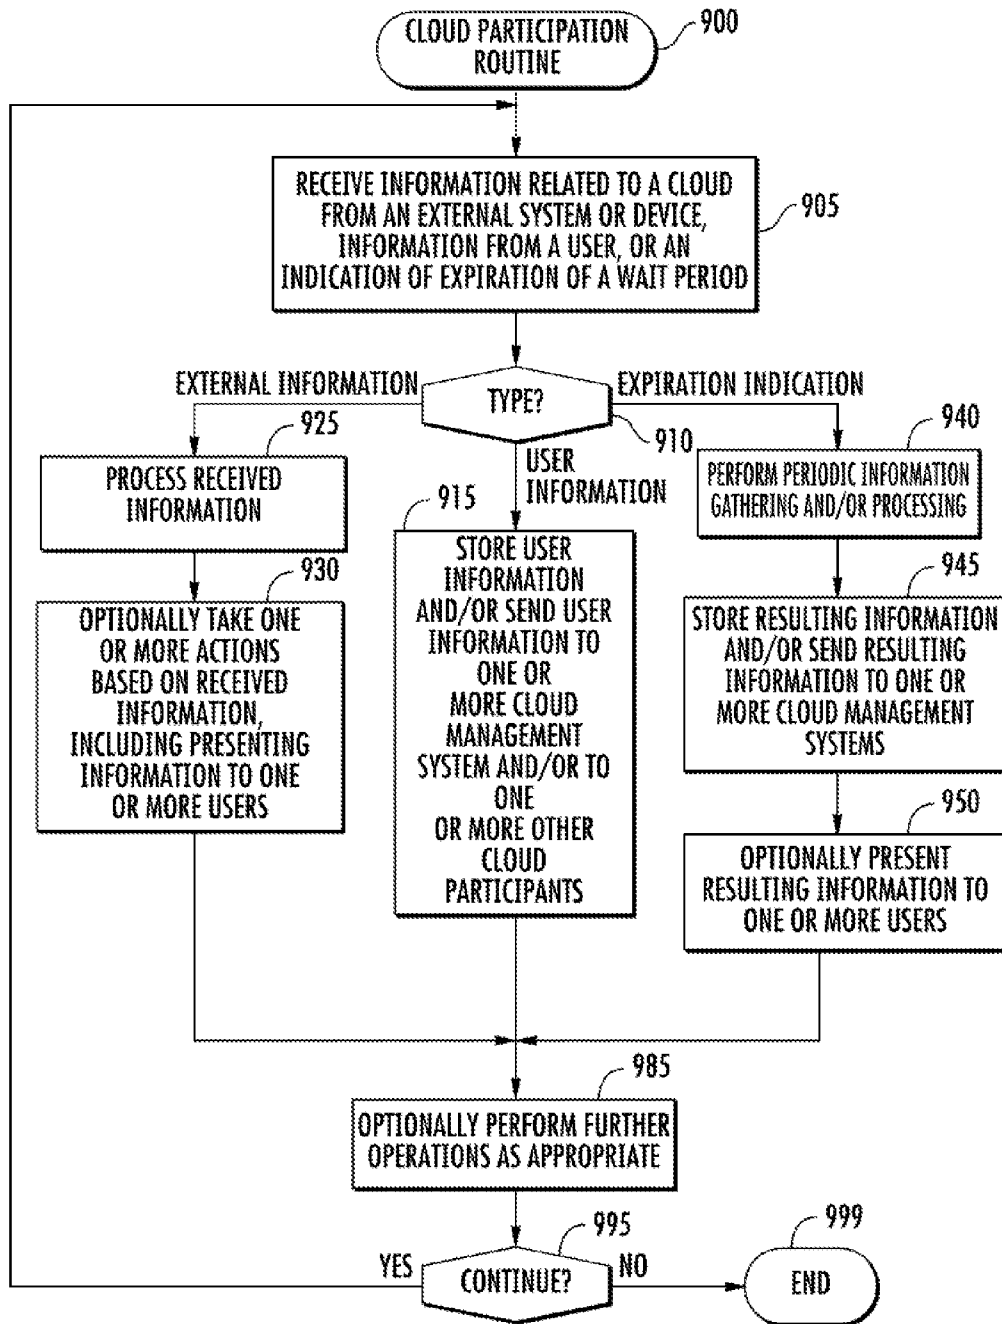 CLOUD PARTICIPATION
ROUTINE
900
RECEIVE INFORMATION RELATED TO A CLOUD
FROM AN EXTERNAL SYSTEM OR DEVICE,
INFORMATION FROM A USER, OR AN
INDICATION OF EXPIRATION OF A WAIT PERIOD
905
EXTERNAL INFORMATION
TYPE?
EXPIRATION INDICATION
910
925
PROCESS RECEIVED
INFORMATION
930
OPTIONALLY TAKE ONE
OR MORE ACTIONS
BASED ON RECEIVED
INFORMATION,
INCLUDING PRESENTING
INFORMATION TO ONE
OR MORE USERS
USER
INFORMATION
915
STORE USER
INFORMATION
AND/OR SEND USER
INFORMATION TO
ONE OR
MORE CLOUD
MANAGEMENT
SYSTEM AND/OR TO
ONE
OR MORE OTHER
CLOUD
PARTICIPANTS
940
PERFORM PERIODIC INFORMATION
GATHERING AND/OR PROCESSING
945
STORE RESULTING INFORMATION
AND/OR SEND RESULTING
INFORMATION TO ONE OR
MORE CLOUD MANAGEMENT
SYSTEMS
950
OPTIONALLY PRESENT
RESULTING INFORMATION TO
ONE OR MORE USERS
985
OPTIONALLY PERFORM FURTHER
OPERATIONS AS APPROPRIATE
995
YES
CONTINUE?
NO
999
END